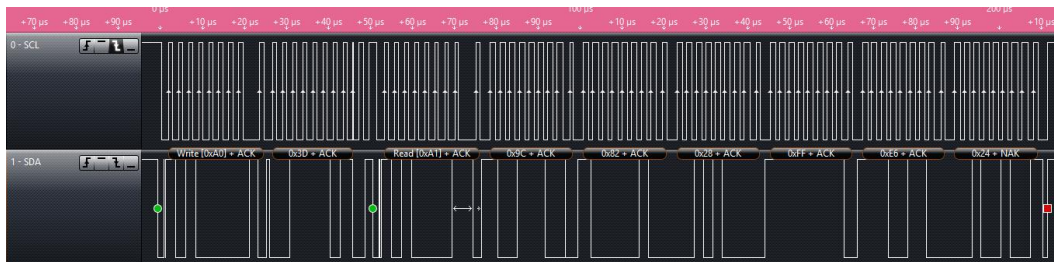 0 µs 100 µs 200 µs
+70 µs +80 µs +90 µs +10 µs +20 µs +30 µs +40 µs +50 µs +60 µs +70 µs +80 µs +90 µs +10 µs +20 µs +30 µs +40 µs +50 µs +60 µs +70 µs +80 µs +90 µs +10 µs
0 - SCL
1 - SDA
Write [0xA0] + ACK 0x3D + ACK Read [0xA1] + ACK 0x9C + ACK 0x82 + ACK 0x28 + ACK 0xFF + ACK 0xE6 + ACK 0x24 + NAK